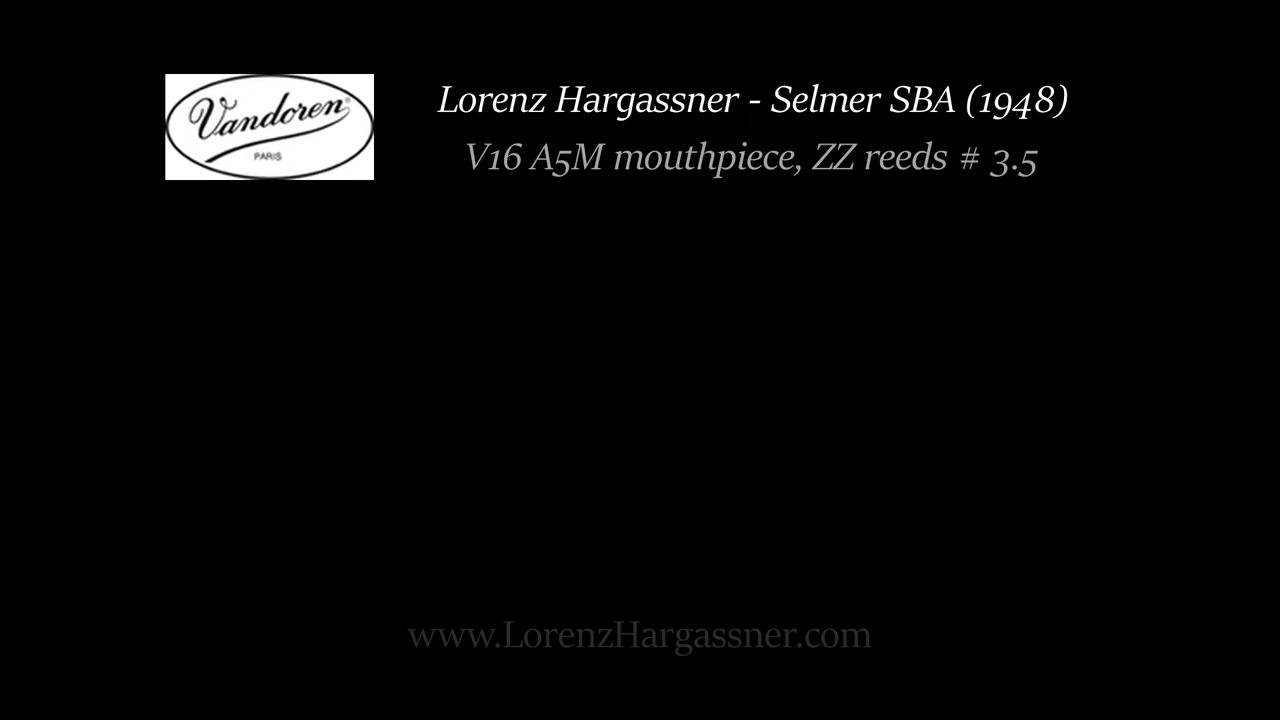 Vandoren®
PARIS
Lorenz Hargassner - Selmer SBA (1948)
V16 A5M mouthpiece, ZZ reeds # 3.5
www.LorenzHargassner.com